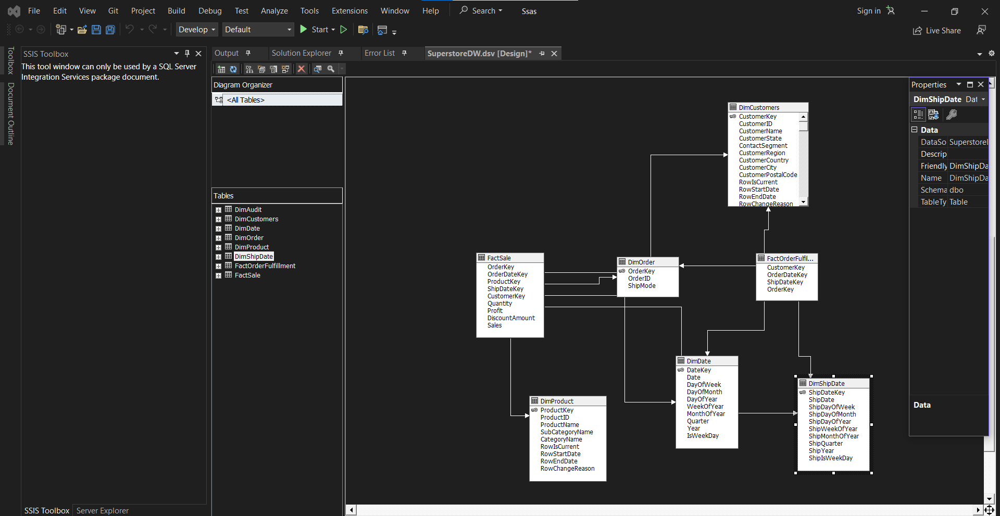 File Edit View Git Project Build Debug Test Analyze Tools Extensions Window Help Search Ssas Sign in
Develop Default Start Live Share
Toolbox
Document Outline
SSIS Toolbox
This tool window can only be used by a SQL Server
Integration Services package document.
SSIS Toolbox Server Explorer
Output Solution Explorer Error List SuperstoreDW.dsv [Design]*
Diagram Organizer
<All Tables>
Tables
DimAudit
DimCustomers
DimDate
DimOrder
DimProduct
DimShipDate
FactOrderFulfillment
FactSale
DimCustomers
CustomerKey
CustomerID
CustomerName
CustomerState
ContactSegment
CustomerRegion
CustomerCountry
CustomerCity
CustomerPostalCode
RowIsCurrent
RowStartDate
RowEndDate
RowChangeReason
FactSale
OrderKey
OrderDateKey
ProductKey
ShipDateKey
CustomerKey
Quantity
Profit
DiscountAmount
Sales
DimOrder
OrderKey
OrderID
ShipMode
FactOrderFulfil...
CustomerKey
OrderDateKey
ShipDateKey
OrderKey
DimDate
DateKey
Date
DayOfWeek
DayOfMonth
DayOfYear
WeekOfYear
MonthOfYear
Quarter
Year
IsWeekDay
DimShipDate
ShipDateKey
ShipDate
ShipDayOfWeek
ShipDayOfMonth
ShipDayOfYear
ShipWeekOfYear
ShipMonthOfYear
ShipQuarter
ShipYear
ShipIsWeekDay
DimProduct
ProductKey
ProductID
ProductName
SubCategoryName
CategoryName
RowIsCurrent
RowStartDate
RowEndDate
RowChangeReason
Properties
DimShipDate Dat
Data
DataSo Superstore
Descrip
Friendly DimShipDa
Name DimShipDa
Schema dbo
TableTy Table
Data